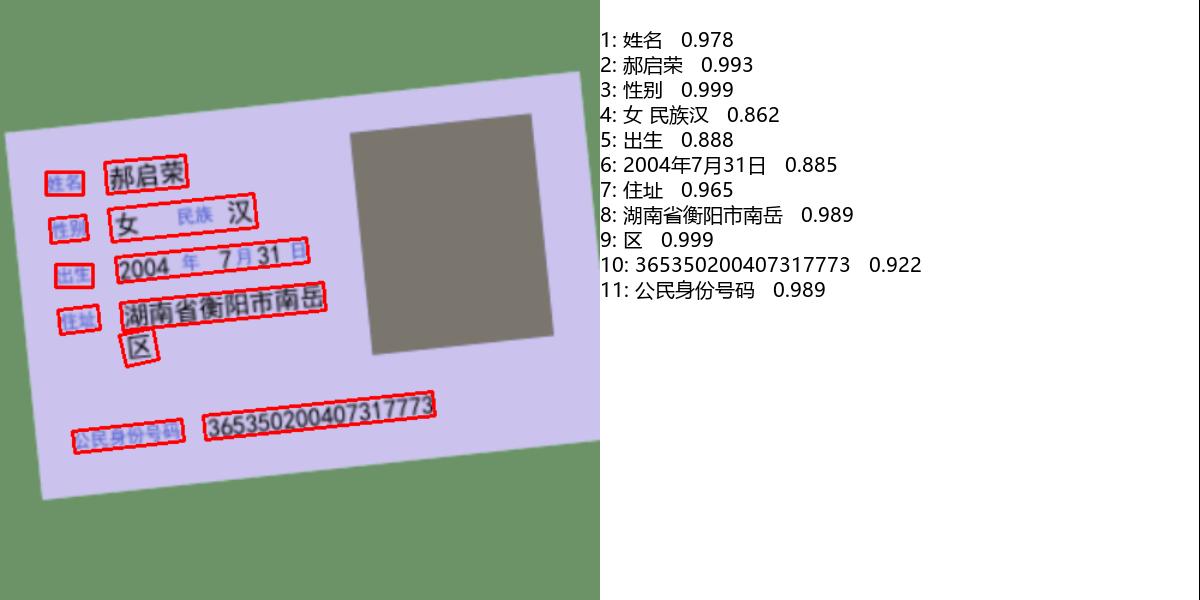 姓名 郝启荣
性别 女 民族 汉
出生 2004 年 7 月 31 日
住址 湖南省衡阳市南岳
区
公民身份号码 365350200407317773
1: 姓名 0.978
2: 郝启荣 0.993
3: 性别 0.999
4: 女 民族汉 0.862
5: 出生 0.888
6: 2004年7月31日 0.885
7: 住址 0.965
8: 湖南省衡阳市南岳 0.989
9: 区 0.999
10: 365350200407317773 0.922
11: 公民身份号码 0.989